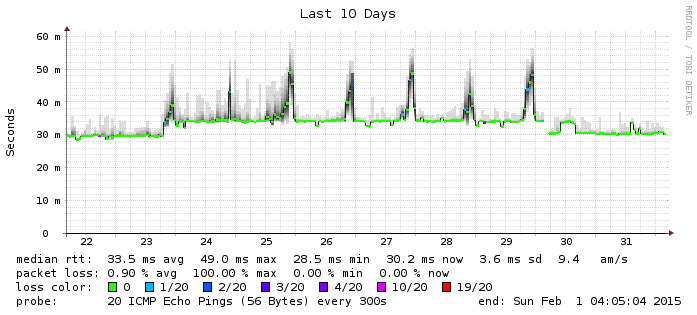 Last 10 Days
RRDTOOL / TOBI OETIKER
Seconds
60 m
50 m
40 m
30 m
20 m
10 m
0
22 23 24 25 26 27 28 29 30 31
median rtt: 33.5 ms avg 49.0 ms max 28.5 ms min 30.2 ms now 3.6 ms sd 9.4 am/s
packet loss: 0.90 % avg 100.00 % max 0.00 % min 0.00 % now
loss color: 0 1/20 2/20 3/20 4/20 10/20 19/20
probe: 20 ICMP Echo Pings (56 Bytes) every 300s end: Sun Feb 1 04:05:04 2015